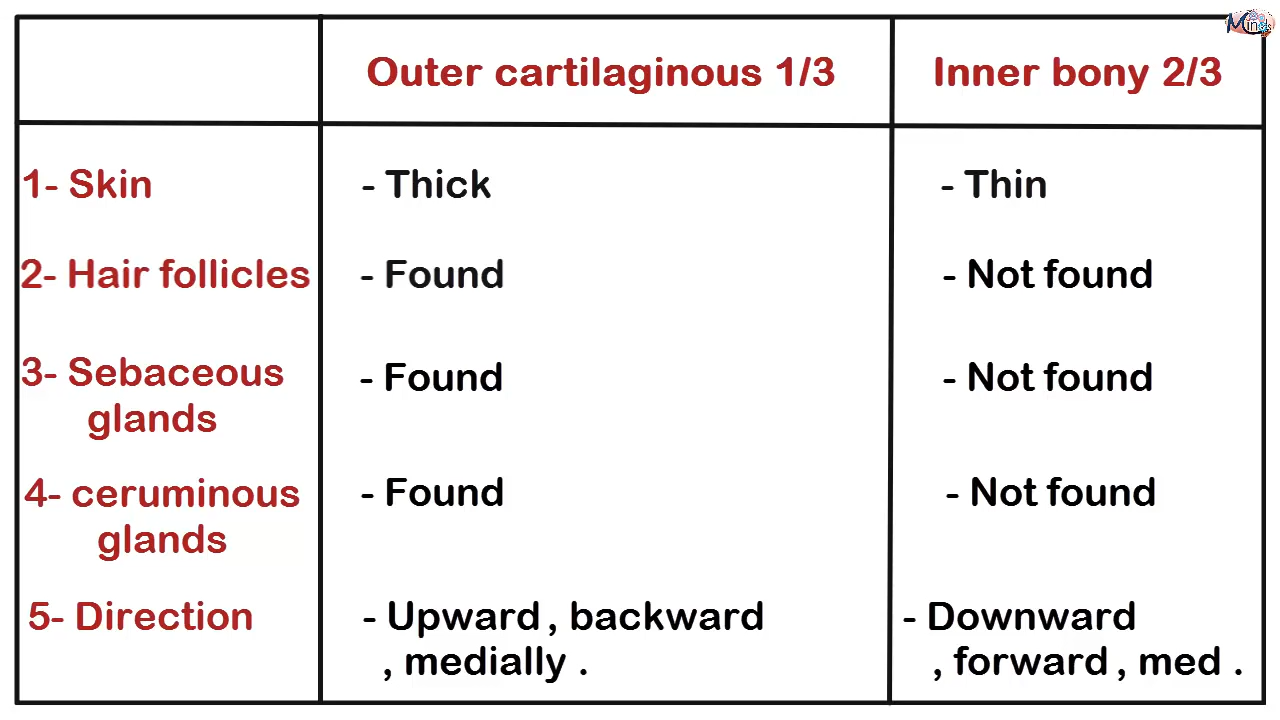 Minds
Outer cartilaginous 1/3
Inner bony 2/3
1- Skin
- Thick
- Thin
2- Hair follicles
- Found
- Not found
3- Sebaceous
glands
- Found
- Not found
4- ceruminous
glands
- Found
- Not found
5- Direction
- Upward , backward
, medially .
- Downward
, forward , med .